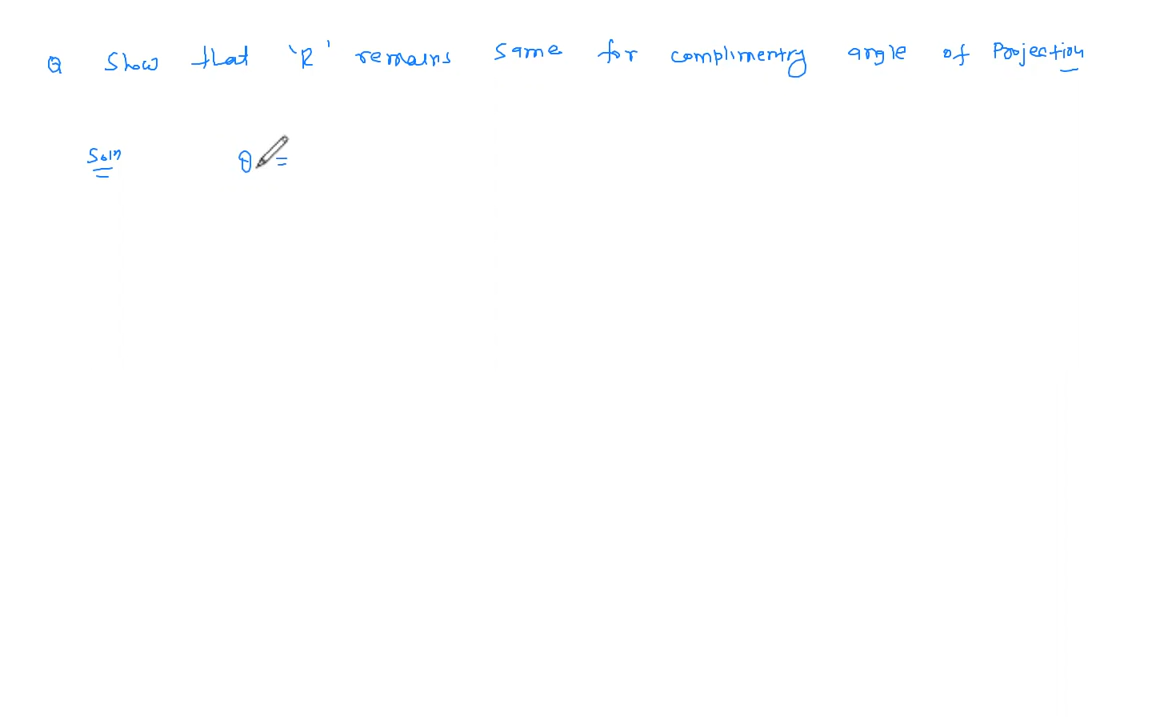 Q Show that 'R' remains same for complimentry angle of Projection
Soln θ =